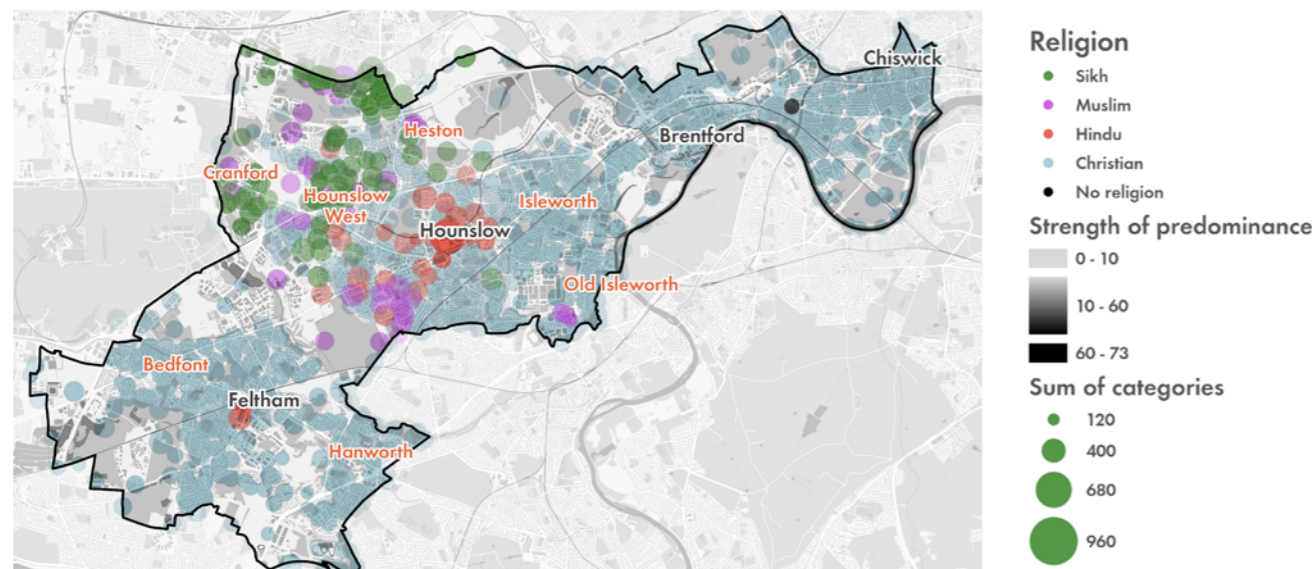 Chiswick
Heston
Brentford
Cranford
Hounslow
West
Isleworth
Hounslow
Old Isleworth
Bedfont
Feltham
Hanworth
Religion
Sikh
Muslim
Hindu
Christian
No religion
Strength of predominance
0 - 10
10 - 60
60 - 73
Sum of categories
120
400
680
960